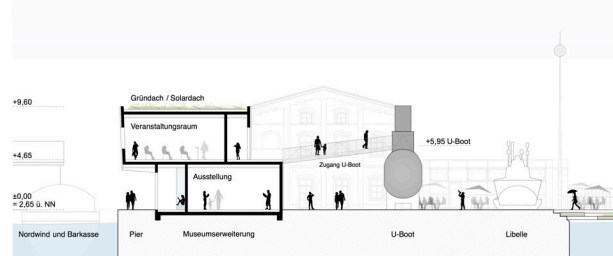 +9,60
Gründach / Solardach
Veranstaltungsraum
+5,95 U-Boot
+4,65
Zugang U-Boot
Ausstellung
±0,00
= 2,65 ü. NN
Nordwind und Barkasse
Pier
Museumserweiterung
U-Boot
Libelle